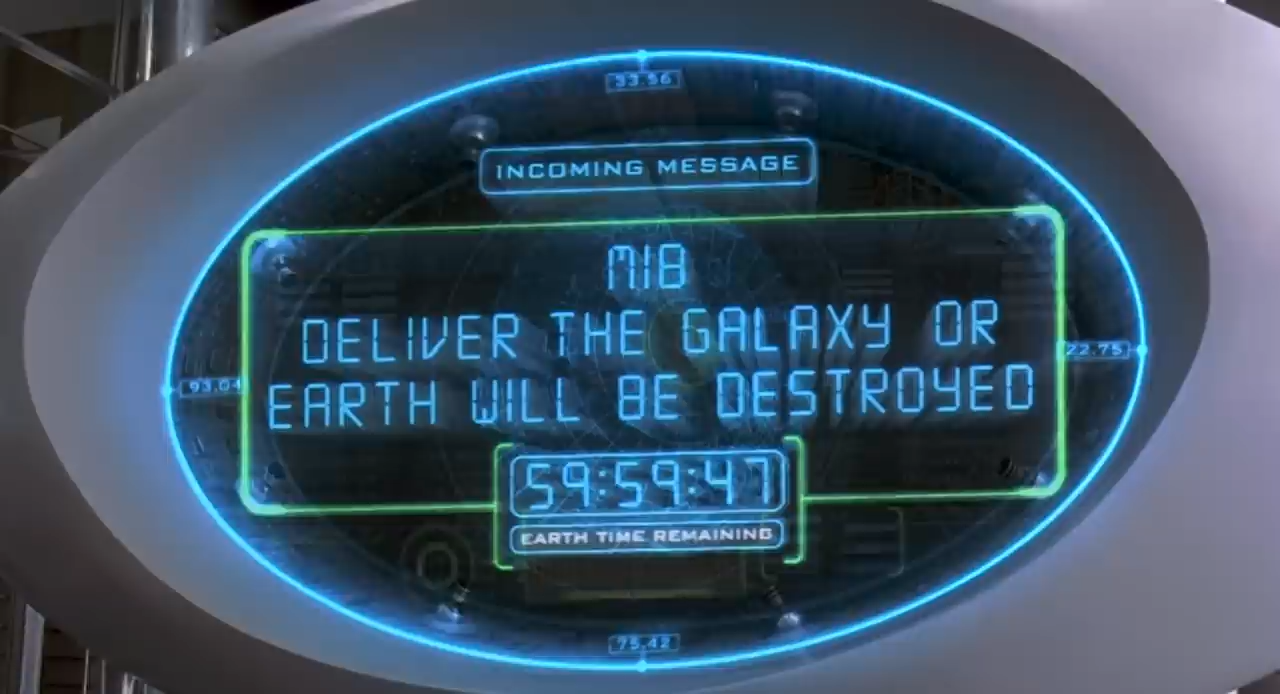 33.56
INCOMING MESSAGE
MIB
DELIVER THE GALAXY OR
EARTH WILL BE DESTROYED
93.04
22.75
59:59:47
EARTH TIME REMAINING
75.42